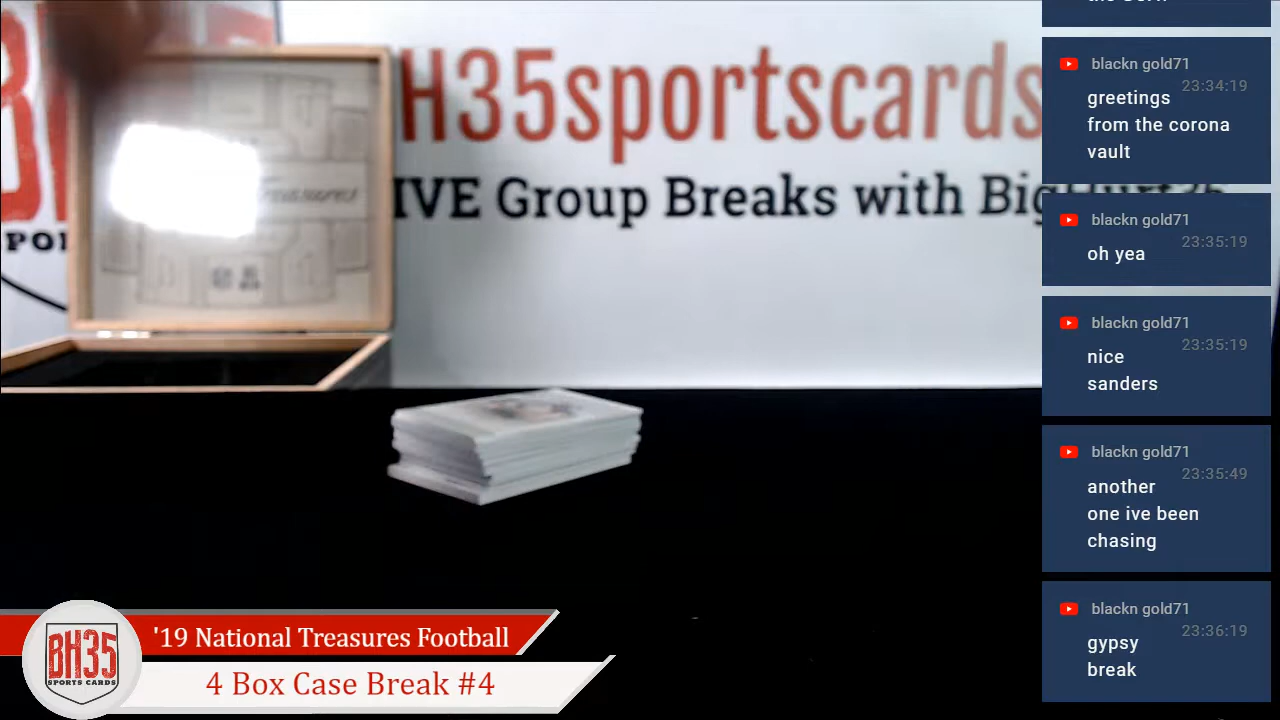 H35sportscards
IVE Group Breaks with Big
POR
blackn gold71
23:34:19
greetings
from the corona
vault
blackn gold71
23:35:19
oh yea
blackn gold71
23:35:19
nice
sanders
blackn gold71
23:35:49
another
one ive been
chasing
blackn gold71
23:36:19
gypsy
break
BH35
SPORTS CARDS
'19 National Treasures Football
4 Box Case Break #4